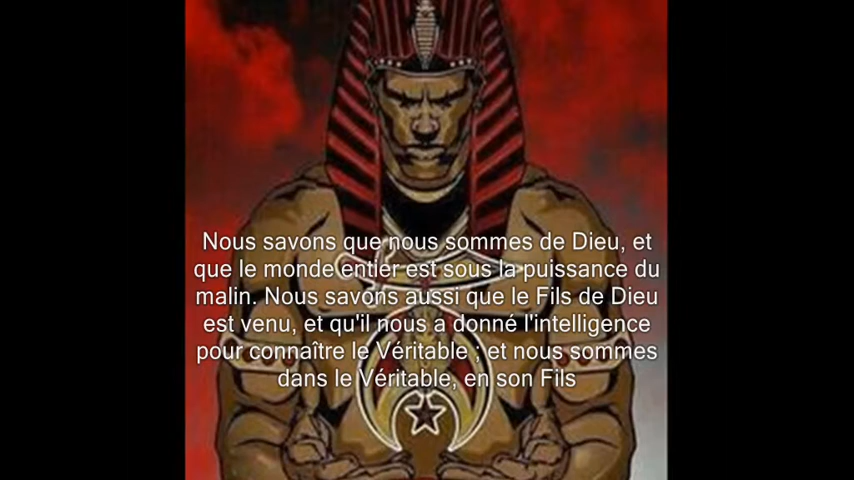 Nous savons que nous sommes de Dieu, et
que le monde entier est sous la puissance du
malin. Nous savons aussi que le Fils de Dieu
est venu, et qu'il nous a donné l'intelligence
pour connaître le Véritable ; et nous sommes
dans le Véritable, en son Fils